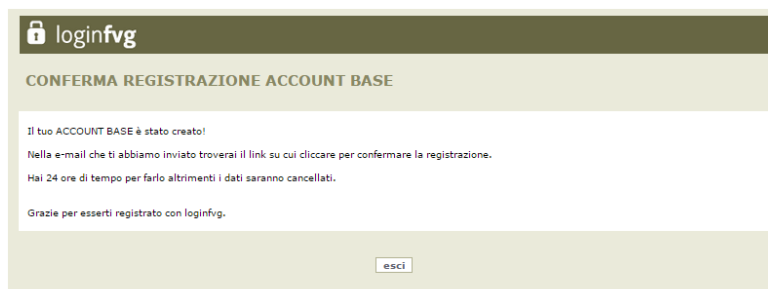 loginfvg
CONFERMA REGISTRAZIONE ACCOUNT BASE
Il tuo ACCOUNT BASE è stato creato!
Nella e-mail che ti abbiamo inviato troverai il link su cui cliccare per confermare la registrazione.
Hai 24 ore di tempo per farlo altrimenti i dati saranno cancellati.
Grazie per esserti registrato con loginfvg.
esci